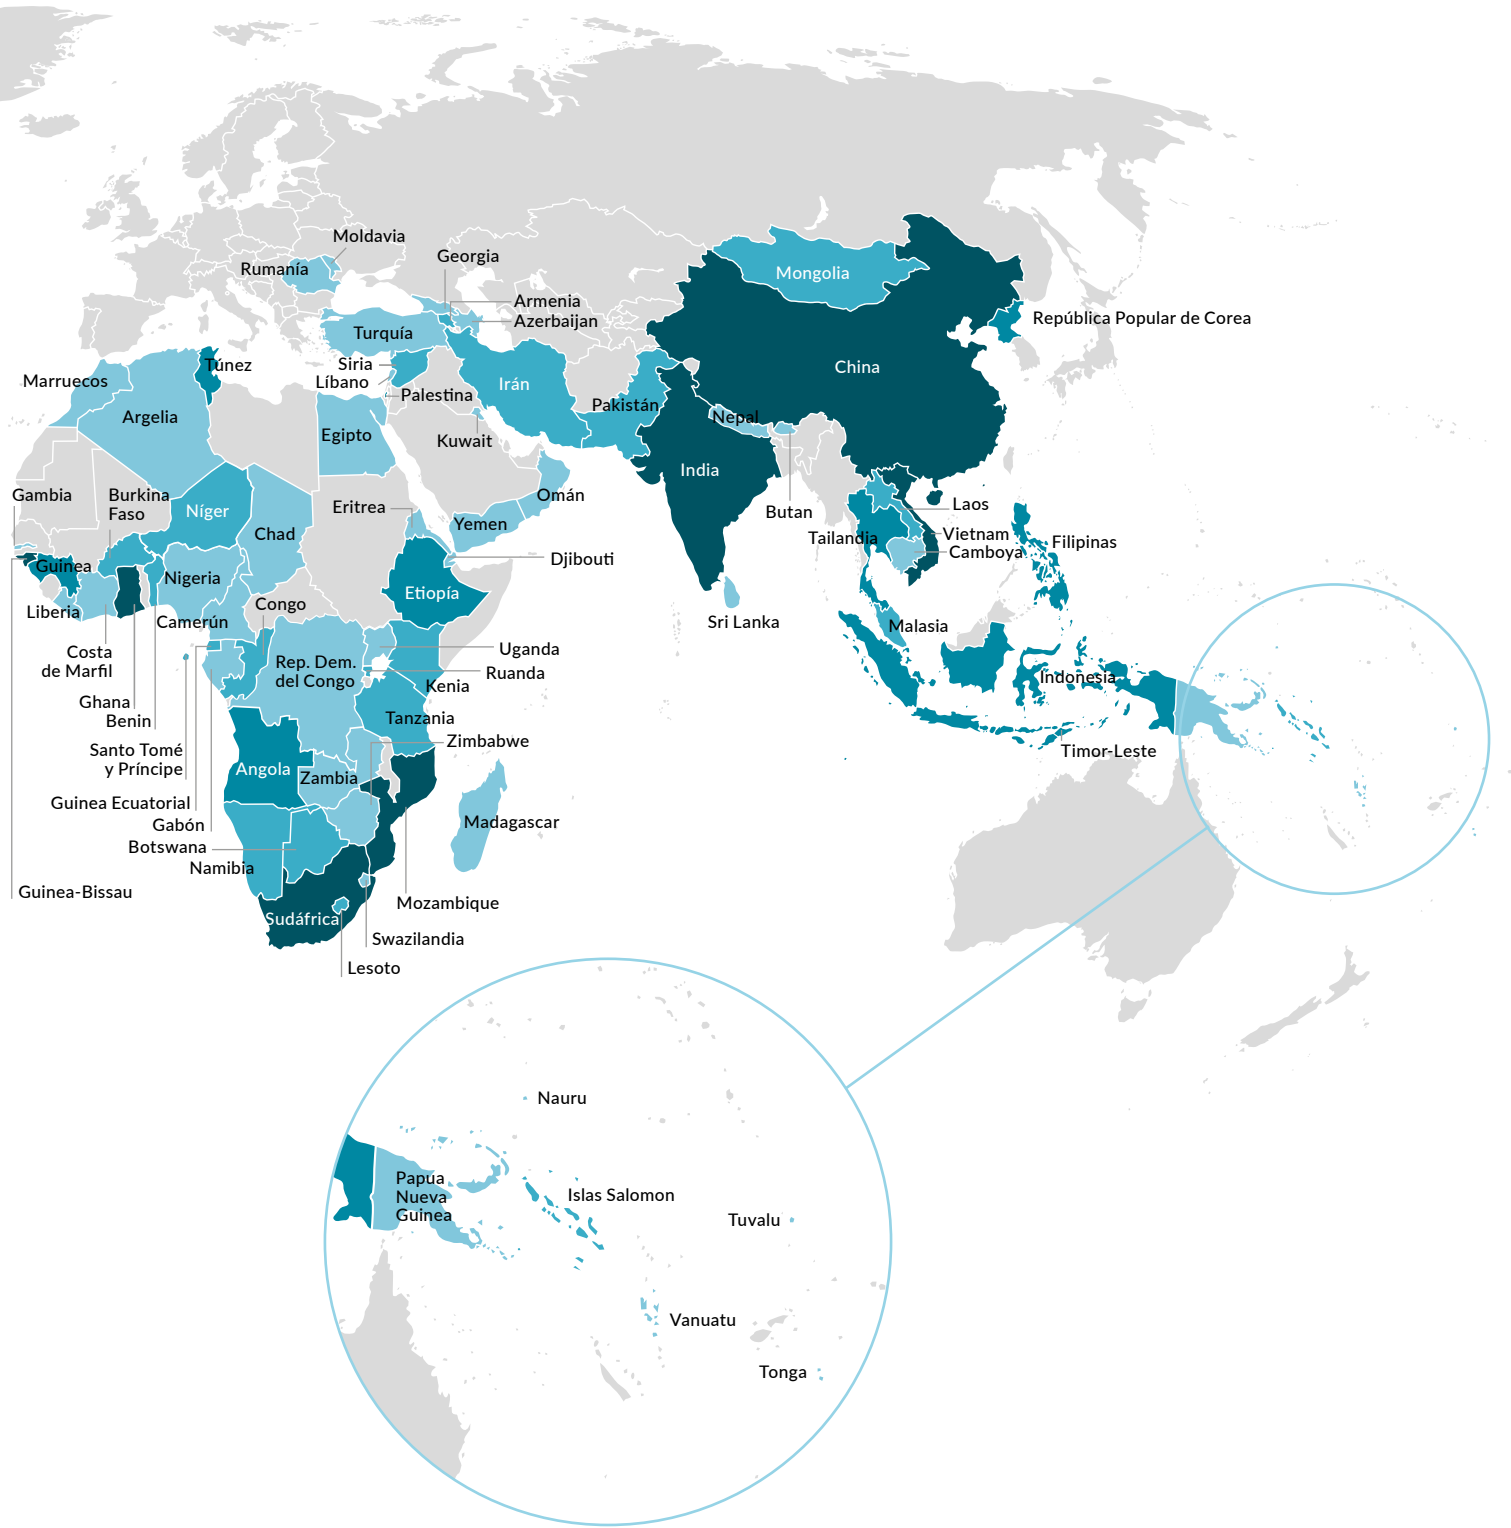 Moldavia
Georgia
Rumanía
Mongolia
Armenia
Azerbaijan
República Popular de Corea
Turquía
Túnez
Siria
China
Marruecos
Líbano
Irán
Palestina
Pakistán
Argelia
Nepal
Egipto
Kuwait
India
Gambia
Burkina
Faso
Omán
Níger
Eritrea
Laos
Butan
Yemen
Chad
Vietnam
Tailandia
Filipinas
Camboya
Djibouti
Guinea
Nigeria
Etiopía
Congo
Liberia
Camerún
Sri Lanka
Malasia
Costa
de Marfil
Uganda
Rep. Dem.
del Congo
Ruanda
Indonesia
Kenia
Ghana
Benin
Tanzania
Zimbabwe
Santo Tomé
y Príncipe
Timor-Leste
Angola
Zambia
Guinea Ecuatorial
Gabón
Madagascar
Botswana
Namibia
Guinea-Bissau
Mozambique
Sudáfrica
Swazilandia
Lesoto
Nauru
Papua
Nueva
Guinea
Islas Salomon
Tuvalu
Vanuatu
Tonga